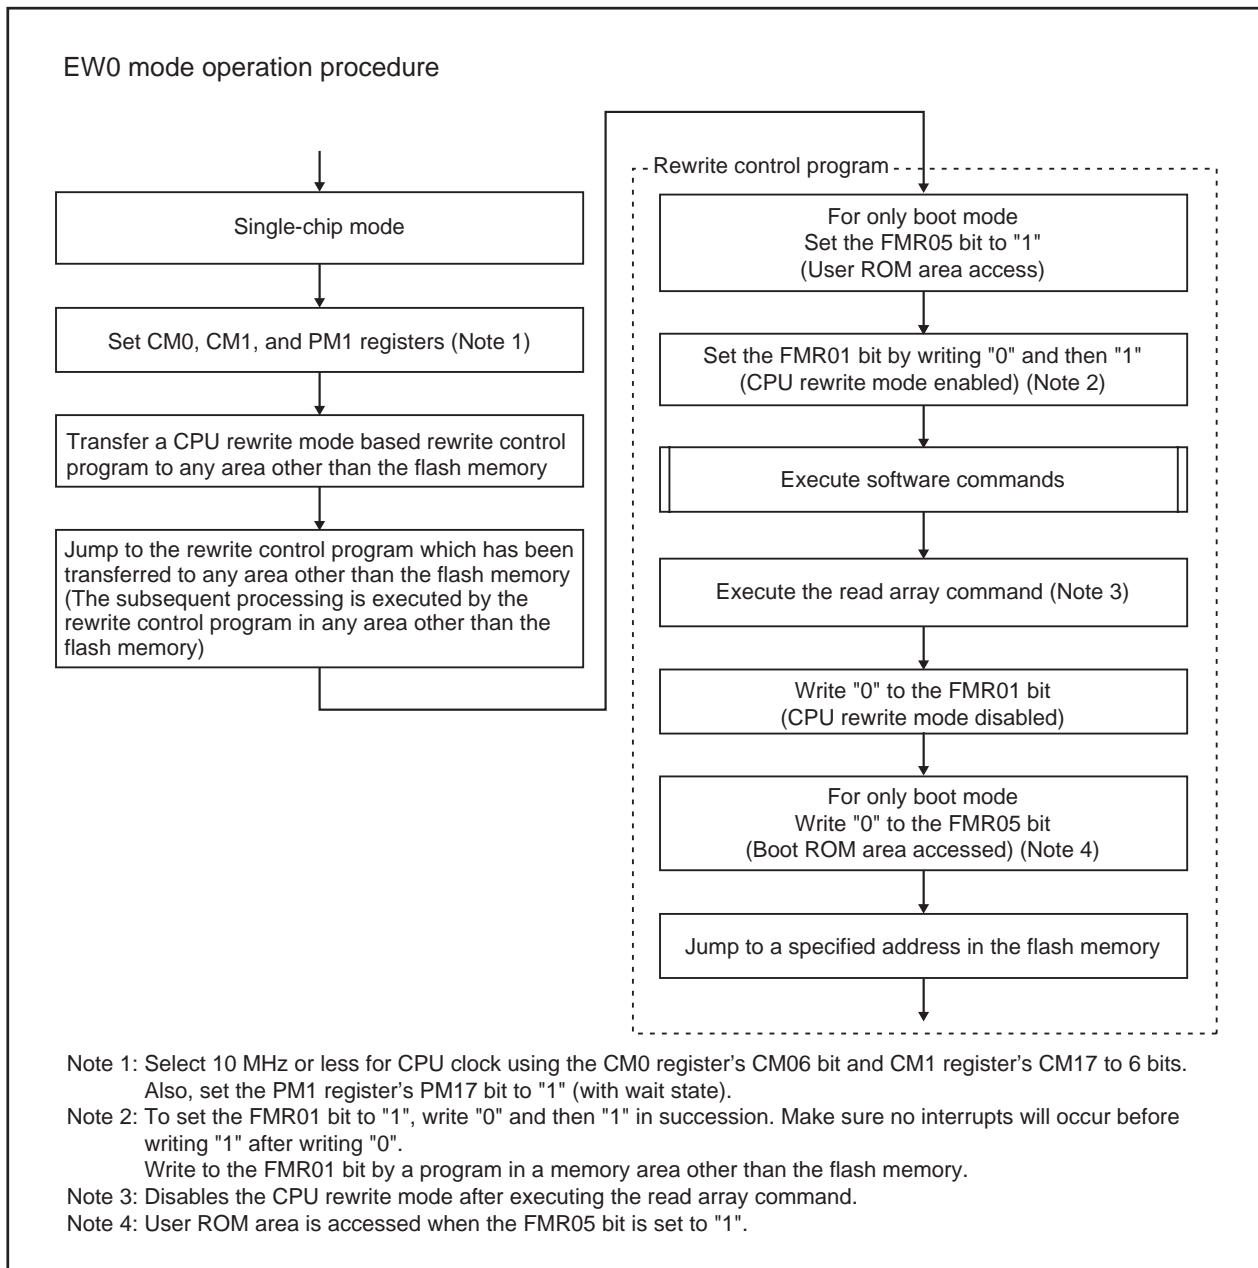 EW0 mode operation procedure
Single-chip mode
Set CM0, CM1, and PM1 registers (Note 1)
Transfer a CPU rewrite mode based rewrite control
program to any area other than the flash memory
Jump to the rewrite control program which has been
transferred to any area other than the flash memory
(The subsequent processing is executed by the
rewrite control program in any area other than the
flash memory)
Rewrite control program
For only boot mode
Set the FMR05 bit to "1"
(User ROM area access)
Set the FMR01 bit by writing "0" and then "1"
(CPU rewrite mode enabled) (Note 2)
Execute software commands
Execute the read array command (Note 3)
Write "0" to the FMR01 bit
(CPU rewrite mode disabled)
For only boot mode
Write "0" to the FMR05 bit
(Boot ROM area accessed) (Note 4)
Jump to a specified address in the flash memory
Note 1: Select 10 MHz or less for CPU clock using the CM0 register’s CM06 bit and CM1 register’s CM17 to 6 bits.
Also, set the PM1 register’s PM17 bit to "1" (with wait state).
Note 2: To set the FMR01 bit to "1", write "0" and then "1" in succession. Make sure no interrupts will occur before
writing "1" after writing "0".
Write to the FMR01 bit by a program in a memory area other than the flash memory.
Note 3: Disables the CPU rewrite mode after executing the read array command.
Note 4: User ROM area is accessed when the FMR05 bit is set to "1".